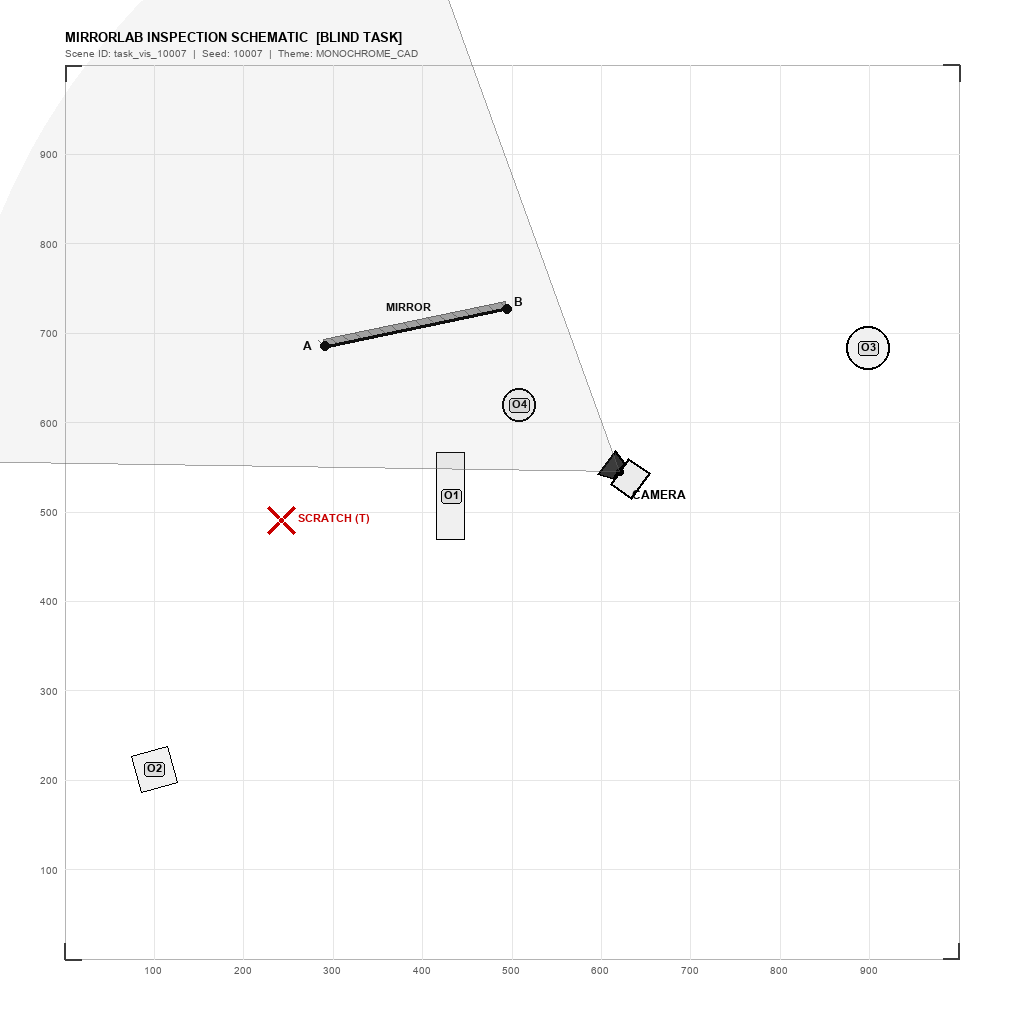 MIRRORLAB INSPECTION SCHEMATIC [BLIND TASK]
Scene ID: task_vis_10007 | Seed: 10007 | Theme: MONOCHROME_CAD
900
800
B
MIRROR
700
A
O3
O4
600
CAMERA
O1
500
SCRATCH (T)
400
300
O2
200
100
100 200 300 400 500 600 700 800 900